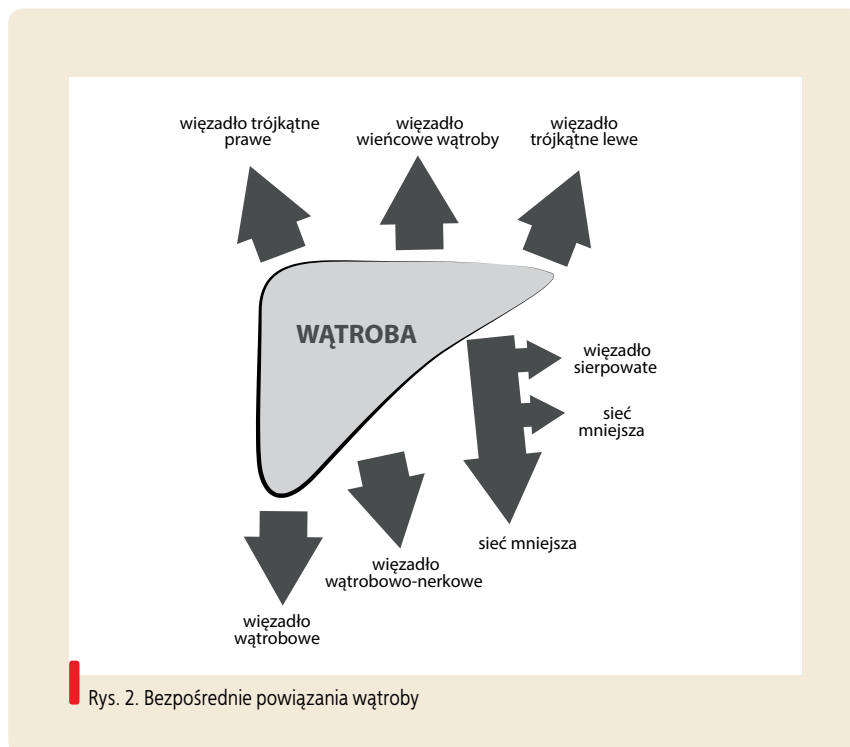 więzadło trójkątne
prawe
więzadło
wieńcowe wątroby
więzadło
trójkątne lewe
WĄTROBA
więzadło
sierpowate
sieć
mniejsza
sieć mniejsza
więzadło
wątrobowo-nerkowe
więzadło
wątrobowe
Rys. 2. Bezpośrednie powiązania wątroby